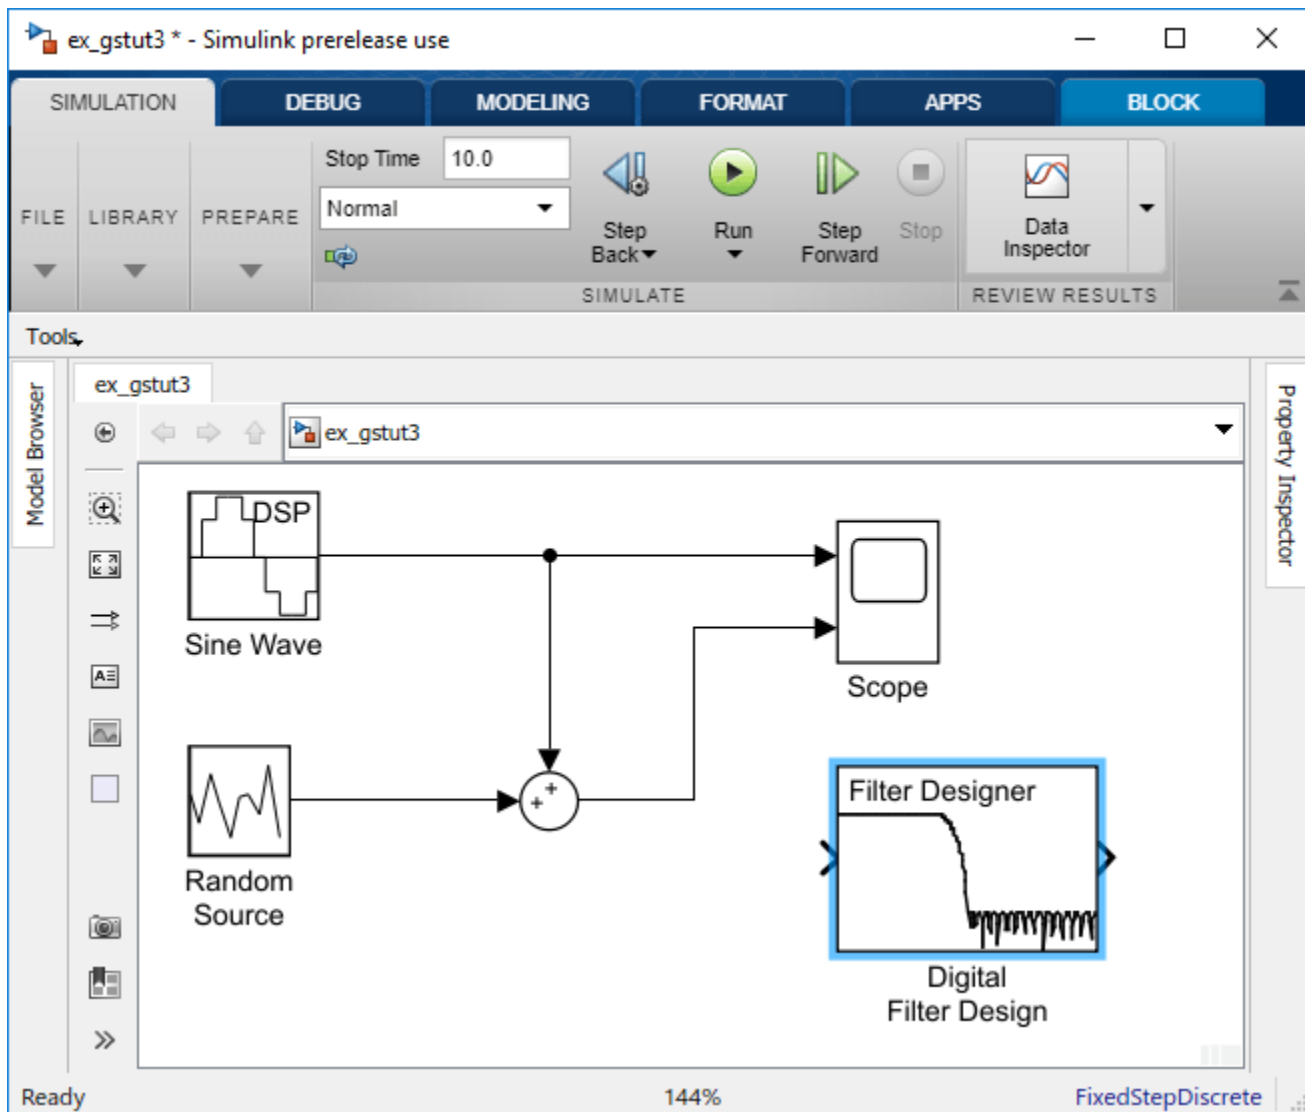 ex_gstut3 * - Simulink prerelease use
SIMULATION DEBUG MODELING FORMAT APPS BLOCK
FILE LIBRARY PREPARE
Stop Time 10.0
Normal
Step Back
Run
Step Forward
Stop
Data Inspector
SIMULATE
REVIEW RESULTS
Tools
Model Browser
ex_gstut3
ex_gstut3
Property Inspector
DSP
Sine Wave
Scope
Random
Source
+
+
Filter Designer
Digital
Filter Design
Ready 144% FixedStepDiscrete